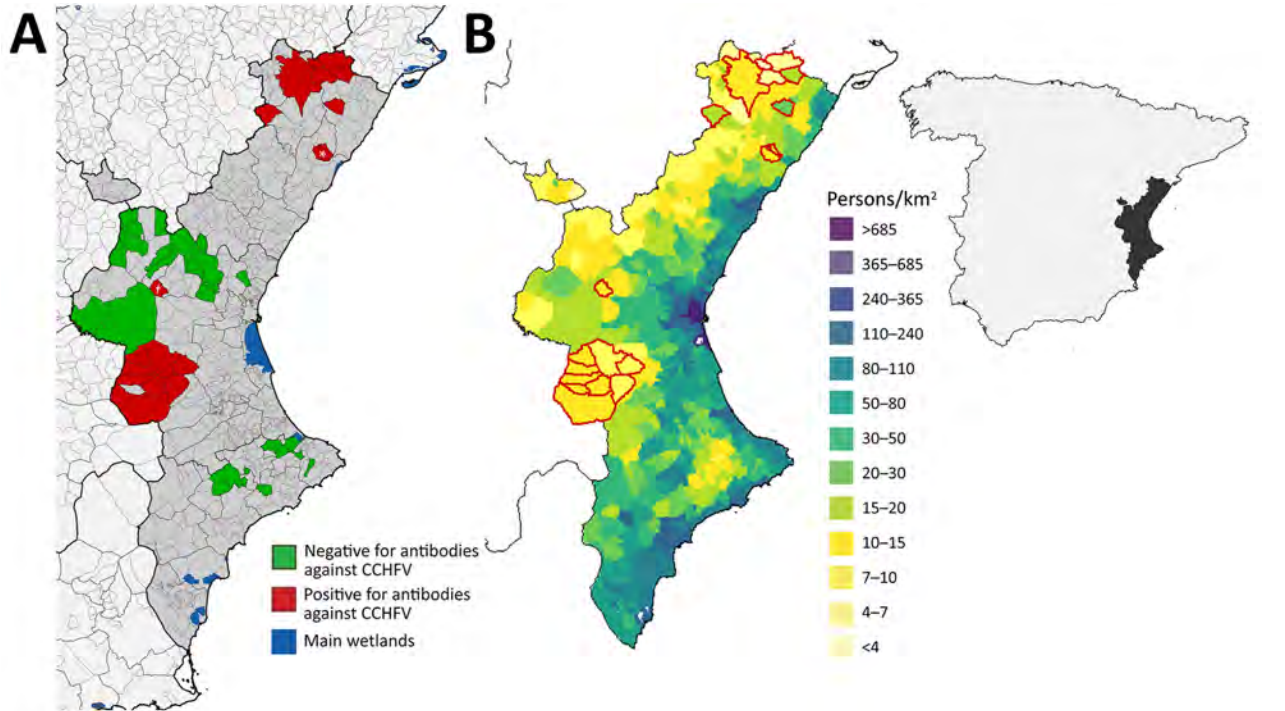 A
B
Negative for antibodies
against CCHFV
Positive for antibodies
against CCHFV
Main wetlands
Persons/km²
>685
365–685
240–365
110–240
80–110
50–80
30–50
20–30
15–20
10–15
7–10
4–7
<4